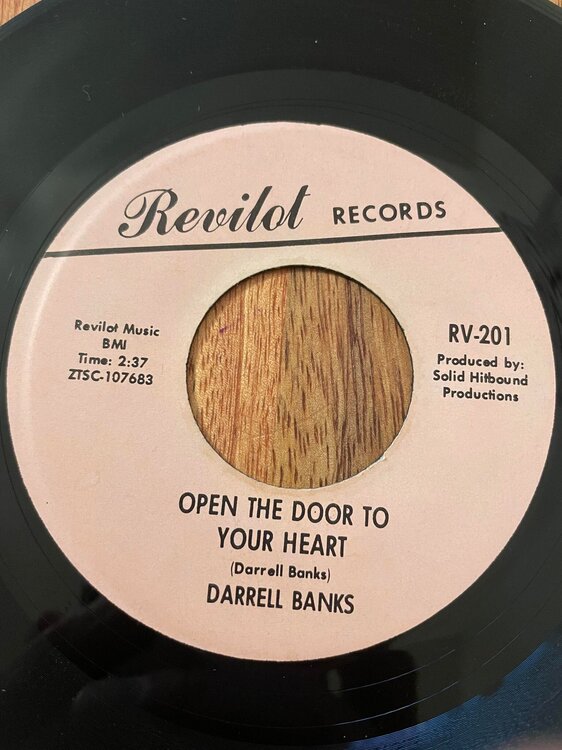 Revilot RECORDS
Revilot Music
BMI
Time: 2:37
ZTSC-107683
RV-201
Produced by:
Solid Hitbound
Productions
OPEN THE DOOR TO
YOUR HEART
(Darrell Banks)
DARRELL BANKS